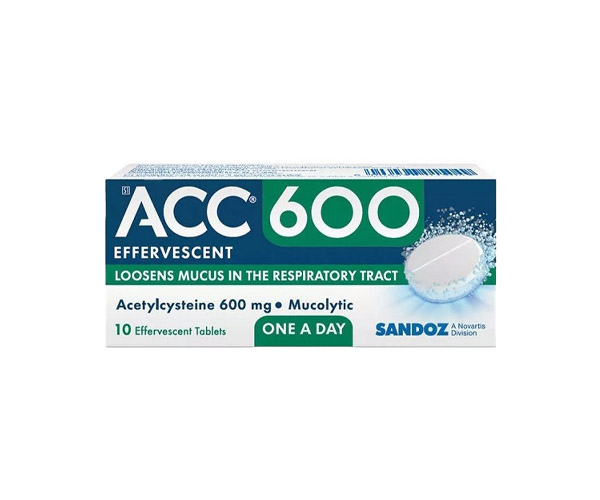 S1
ACC® 600
EFFERVESCENT
LOOSENS MUCUS IN THE RESPIRATORY TRACT
Acetylcysteine 600 mg • Mucolytic
10 Effervescent Tablets
ONE A DAY
SANDOZ A Novartis
Division